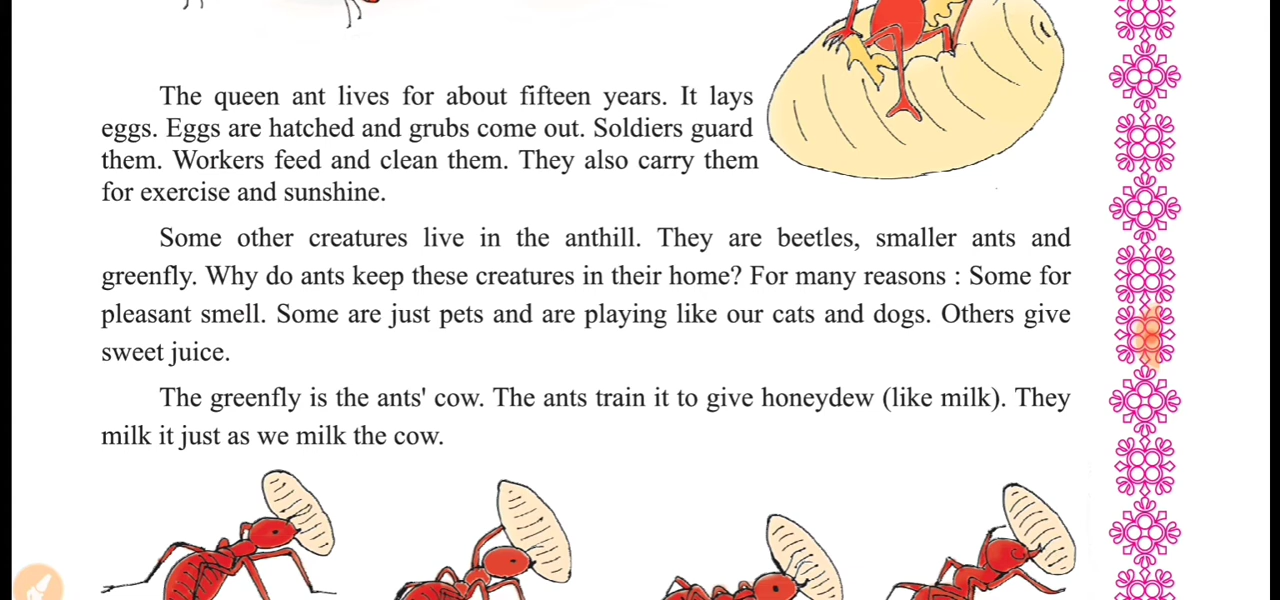 The queen ant lives for about fifteen years. It lays
eggs. Eggs are hatched and grubs come out. Soldiers guard
them. Workers feed and clean them. They also carry them
for exercise and sunshine.
Some other creatures live in the anthill. They are beetles, smaller ants and
greenfly. Why do ants keep these creatures in their home? For many reasons : Some for
pleasant smell. Some are just pets and are playing like our cats and dogs. Others give
sweet juice.
The greenfly is the ants' cow. The ants train it to give honeydew (like milk). They
milk it just as we milk the cow.